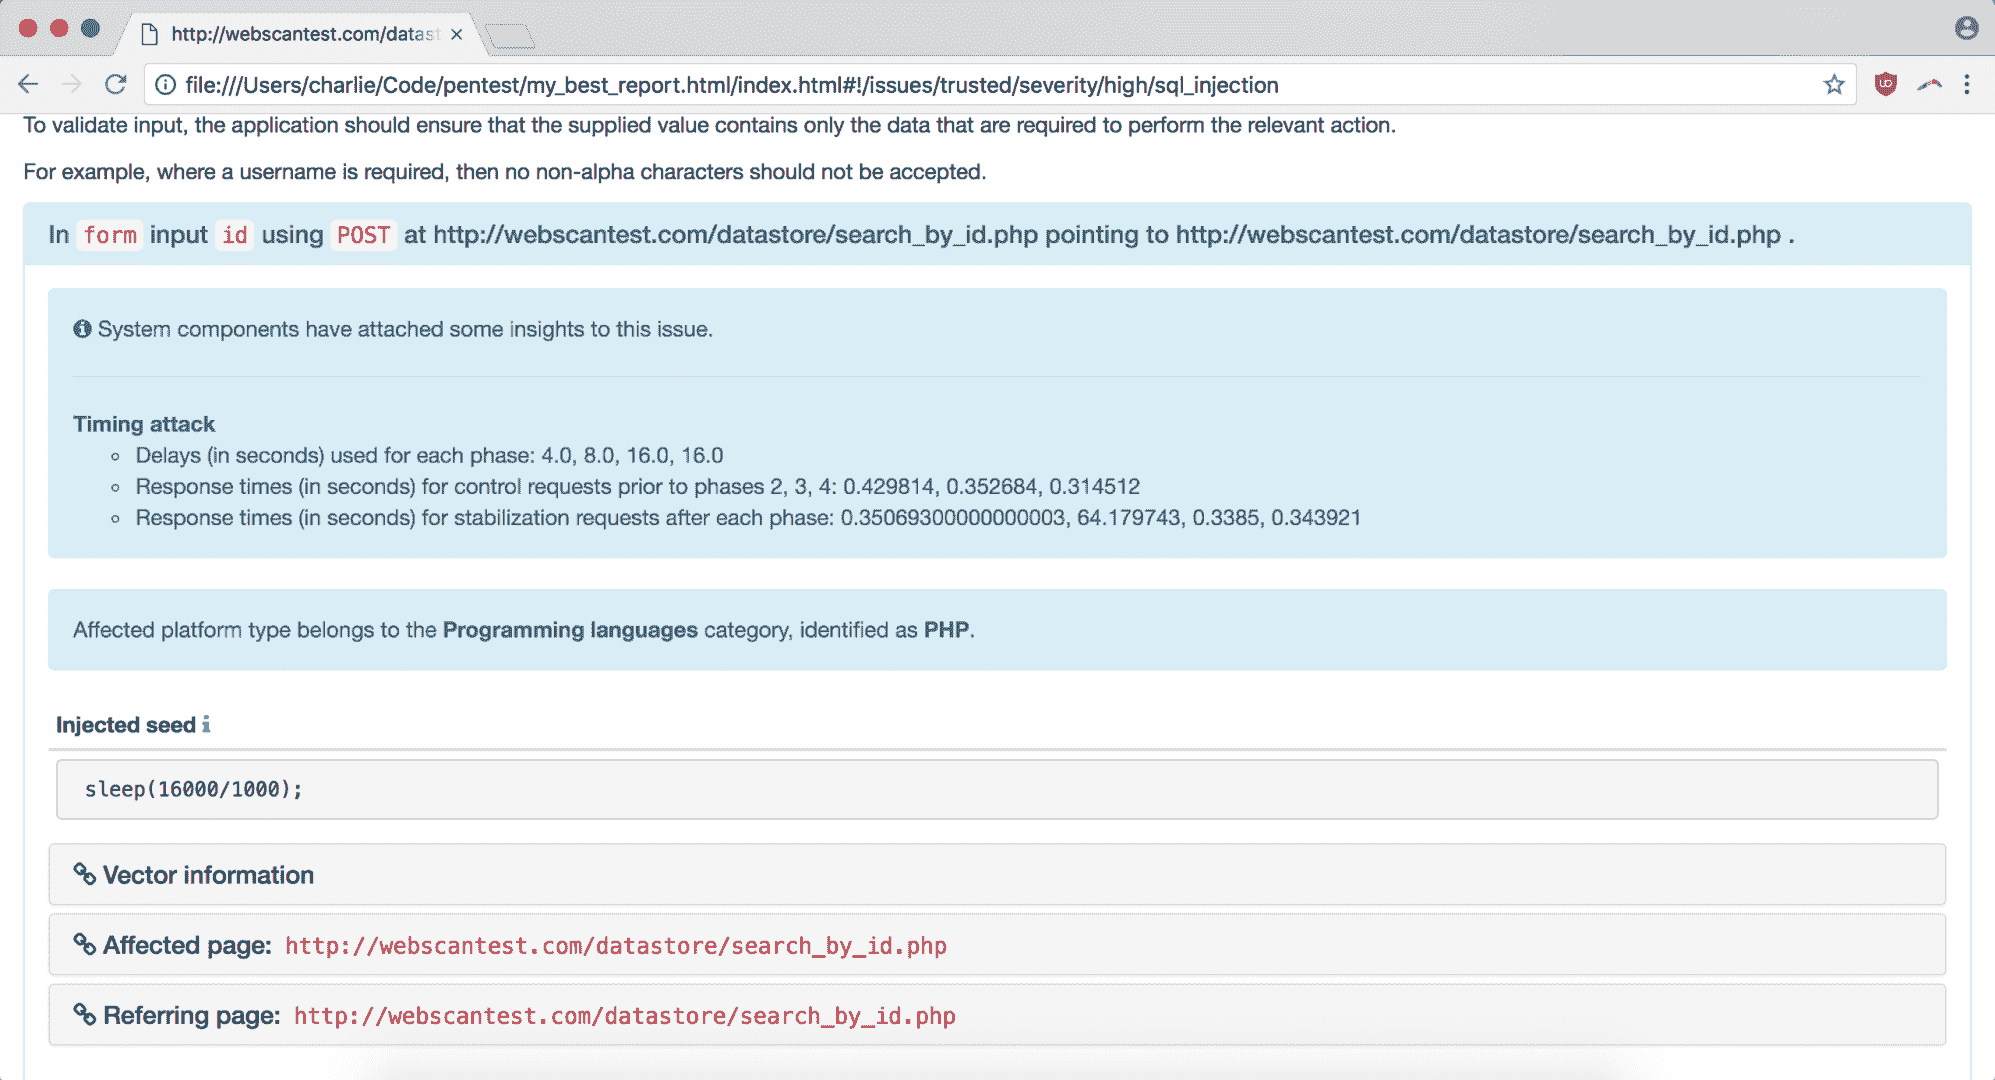 http://webscantest.com/datast
file:///Users/charlie/Code/pentest/my_best_report.html/index.html#!/issues/trusted/severity/high/sql_injection
To validate input, the application should ensure that the supplied value contains only the data that are required to perform the relevant action.
For example, where a username is required, then no non-alpha characters should not be accepted.
In form input id using POST at http://webscantest.com/datastore/search_by_id.php pointing to http://webscantest.com/datastore/search_by_id.php .
System components have attached some insights to this issue.
Timing attack
Delays (in seconds) used for each phase: 4.0, 8.0, 16.0, 16.0
Response times (in seconds) for control requests prior to phases 2, 3, 4: 0.429814, 0.352684, 0.314512
Response times (in seconds) for stabilization requests after each phase: 0.35069300000000003, 64.179743, 0.3385, 0.343921
Affected platform type belongs to the Programming languages category, identified as PHP.
Injected seed
sleep(16000/1000);
Vector information
Affected page: http://webscantest.com/datastore/search_by_id.php
Referring page: http://webscantest.com/datastore/search_by_id.php